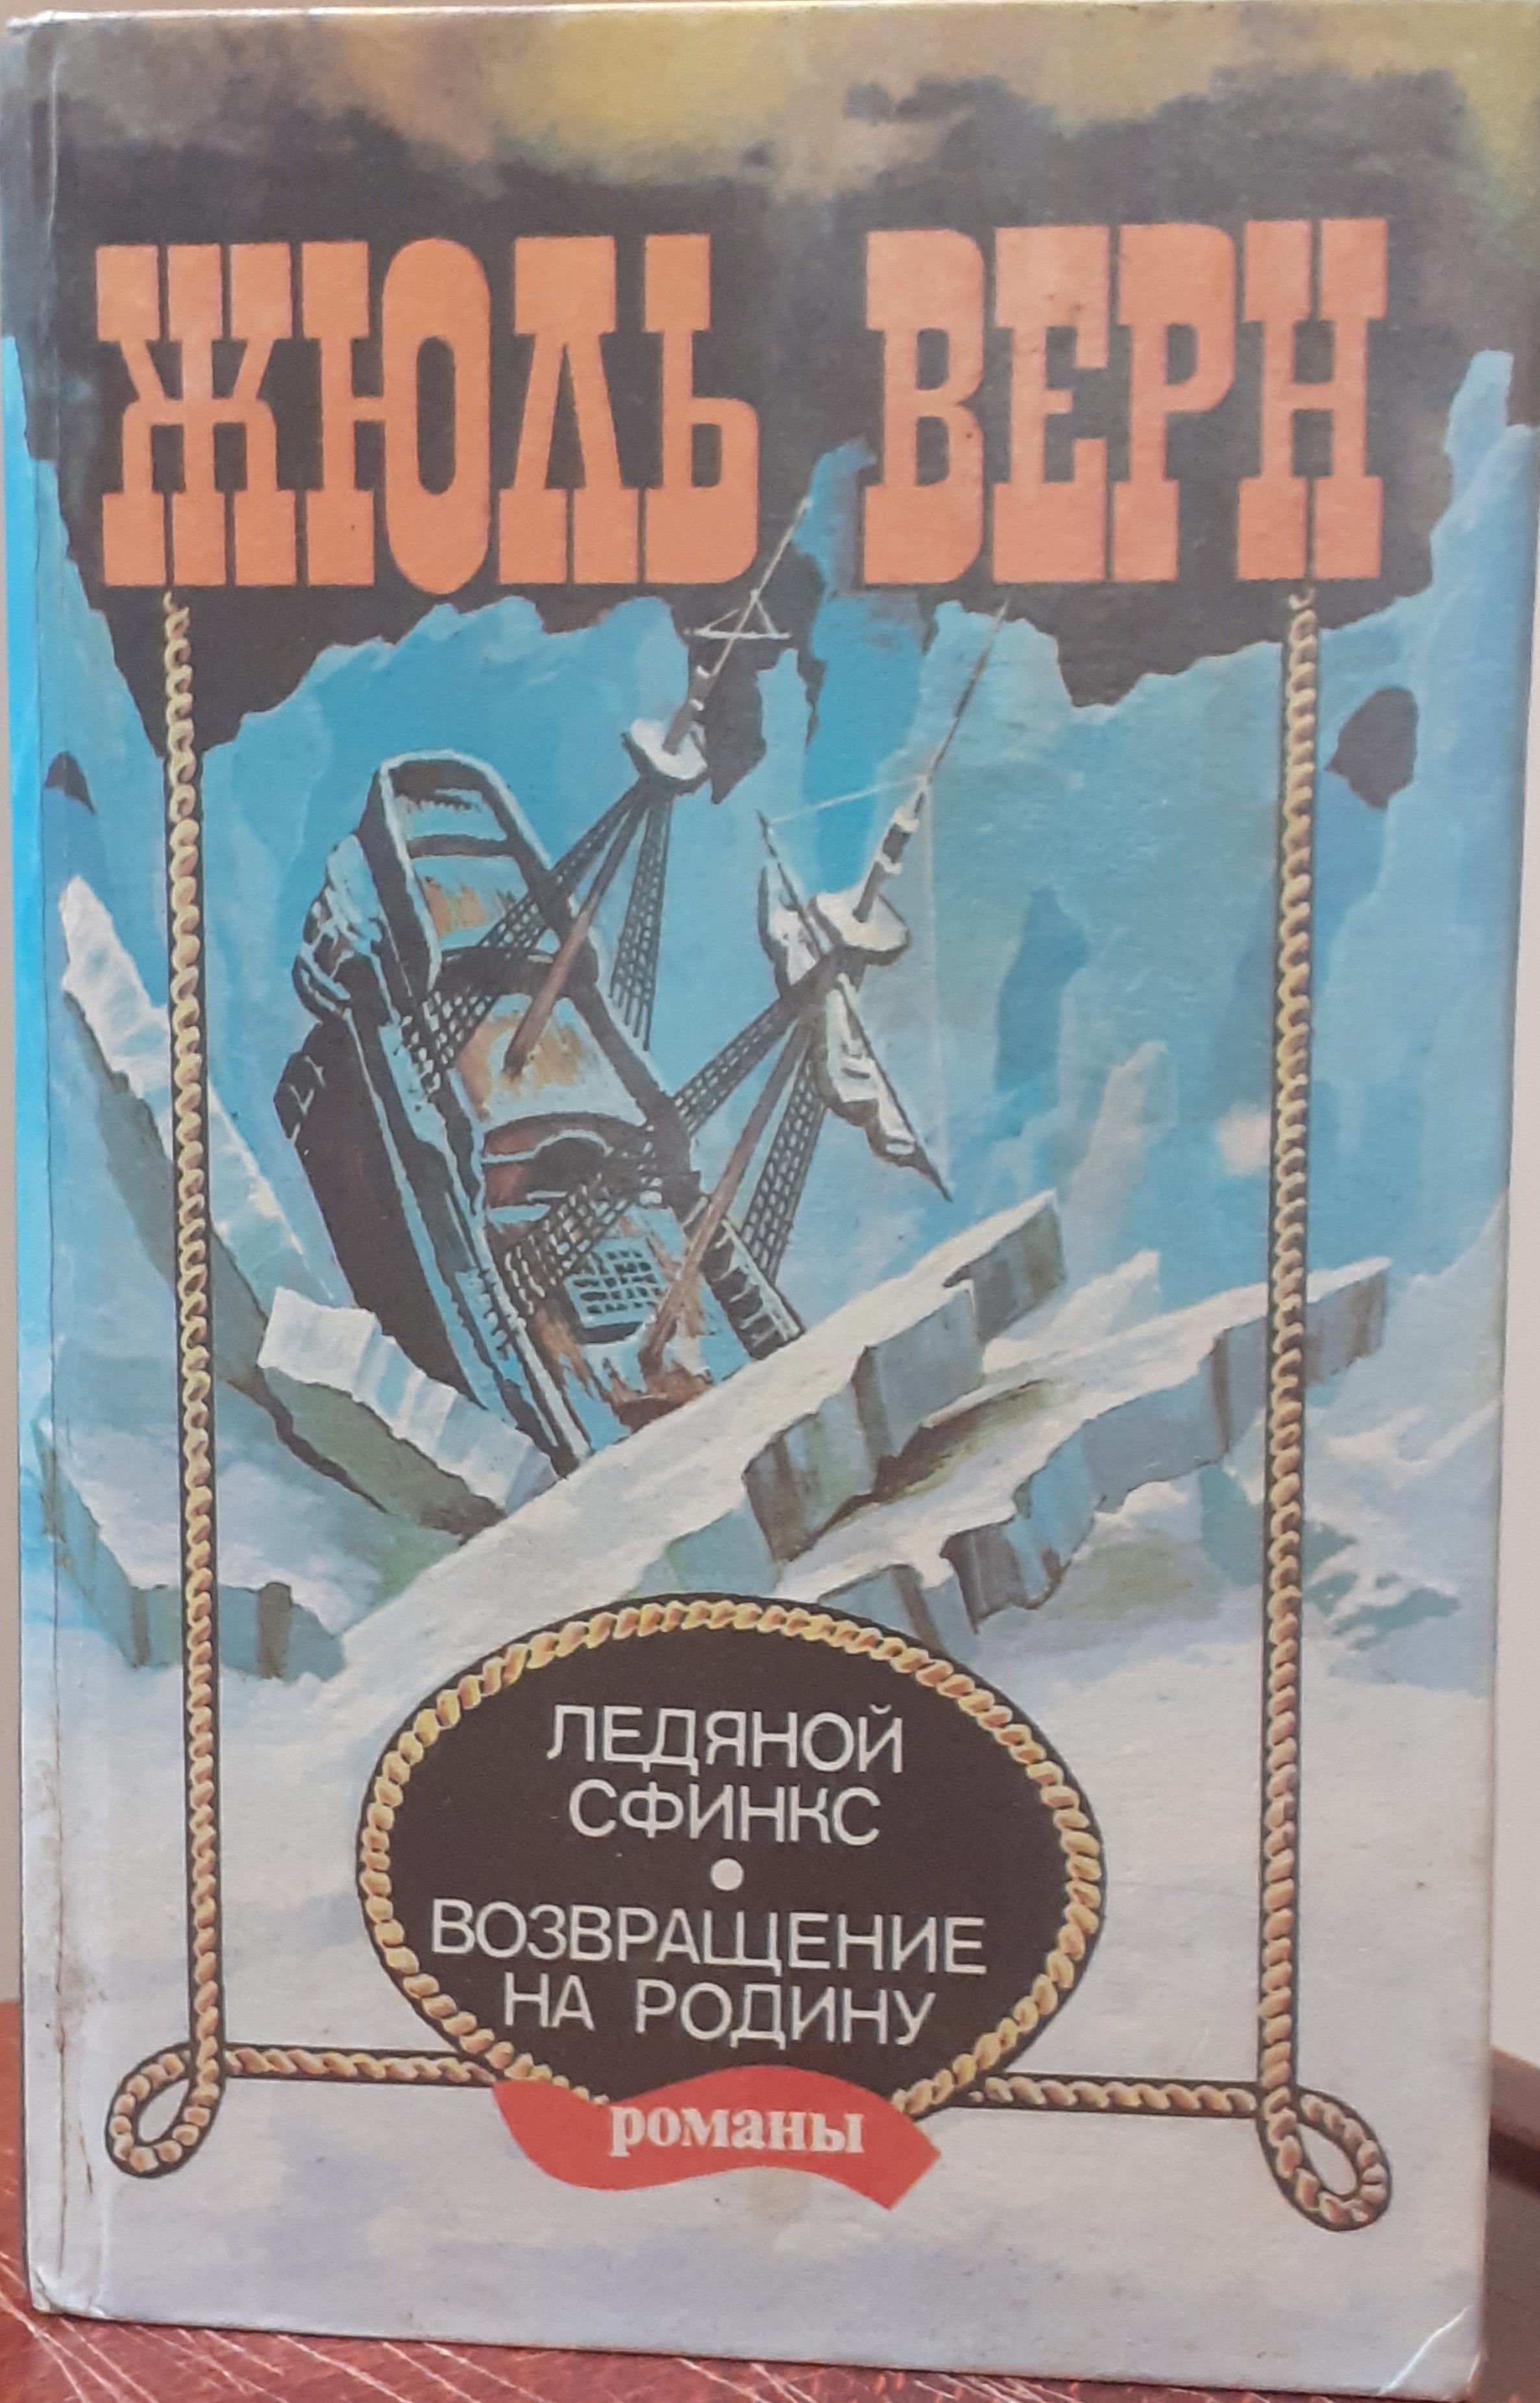 ЖЮЛЬ ВЕРН
ЛЕДЯНОЙ
СФИНКС
•
ВОЗВРАЩЕНИЕ
НА РОДИНУ
романы